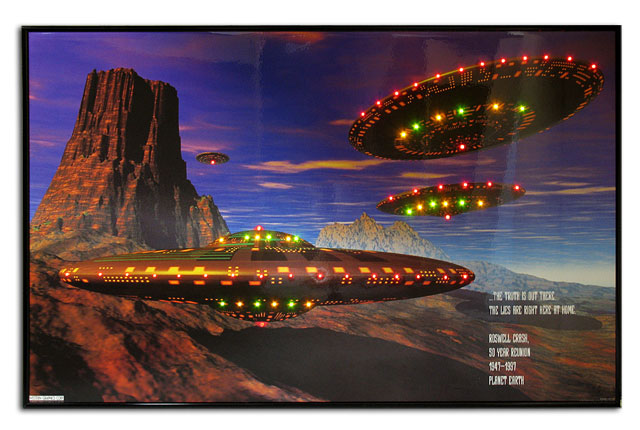 ...THE TRUTH IS OUT THERE.
THE LIES ARE RIGHT HERE AT HOME.
ROSWELL CRASH,
50 YEAR REUNION
1947-1997
PLANET EARTH